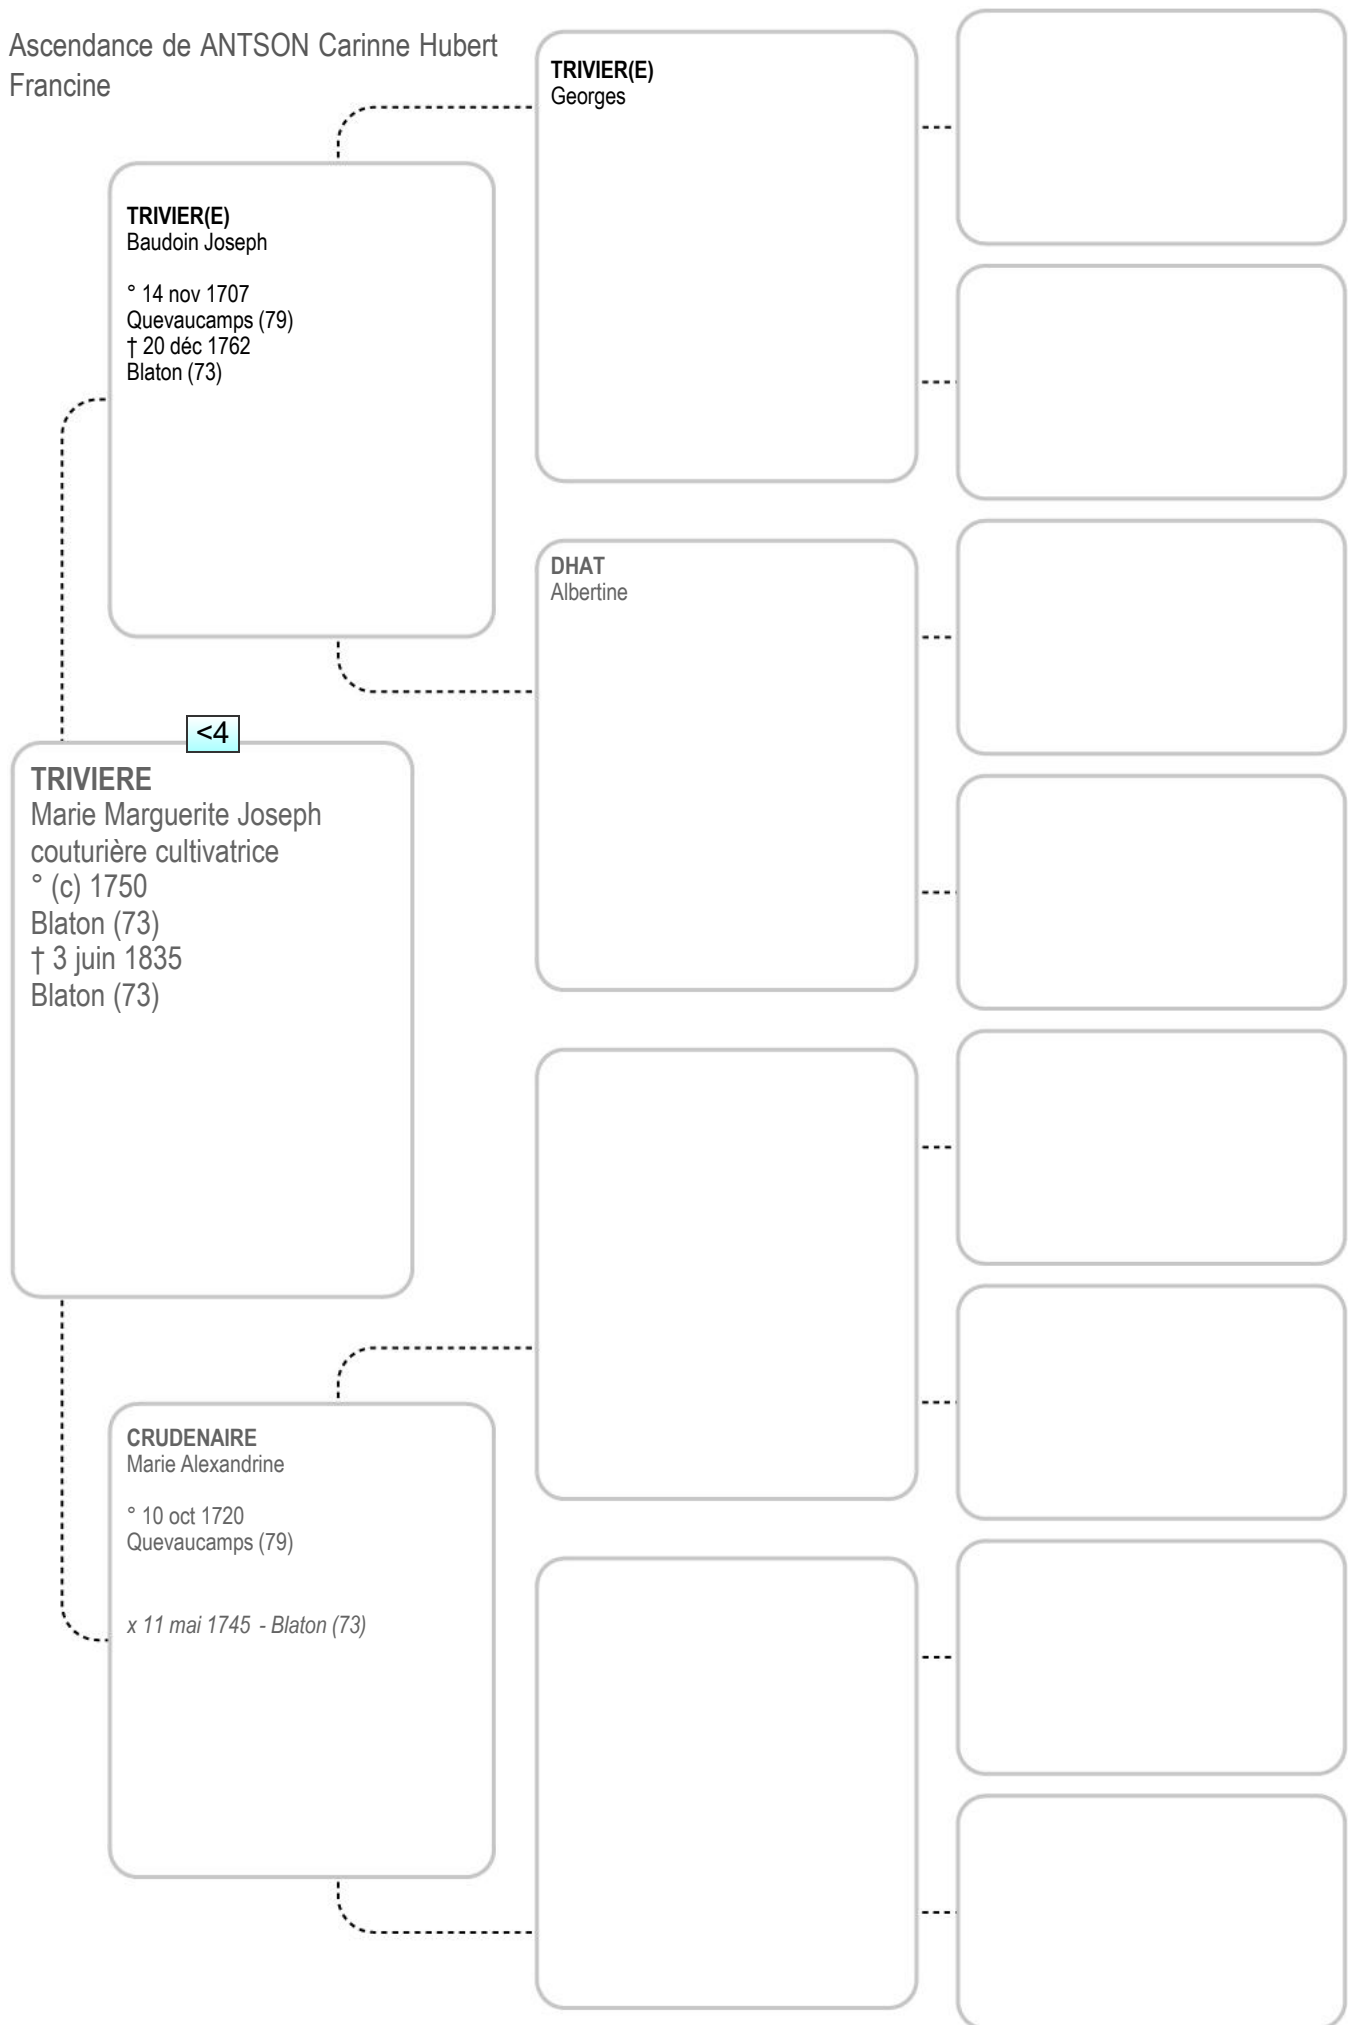 Ascendance de ANTSON Carinne Hubert
Francine
TRIVIER(E)
Georges
TRIVIER(E)
Baudoin Joseph
° 14 nov 1707
Quevaucamps (79)
† 20 déc 1762
Blaton (73)
DHAT
Albertine
<4
TRIVIERE
Marie Marguerite Joseph
couturière cultivatrice
° (c) 1750
Blaton (73)
† 3 juin 1835
Blaton (73)
CRUDENAIRE
Marie Alexandrine
° 10 oct 1720
Quevaucamps (79)
x 11 mai 1745 - Blaton (73)